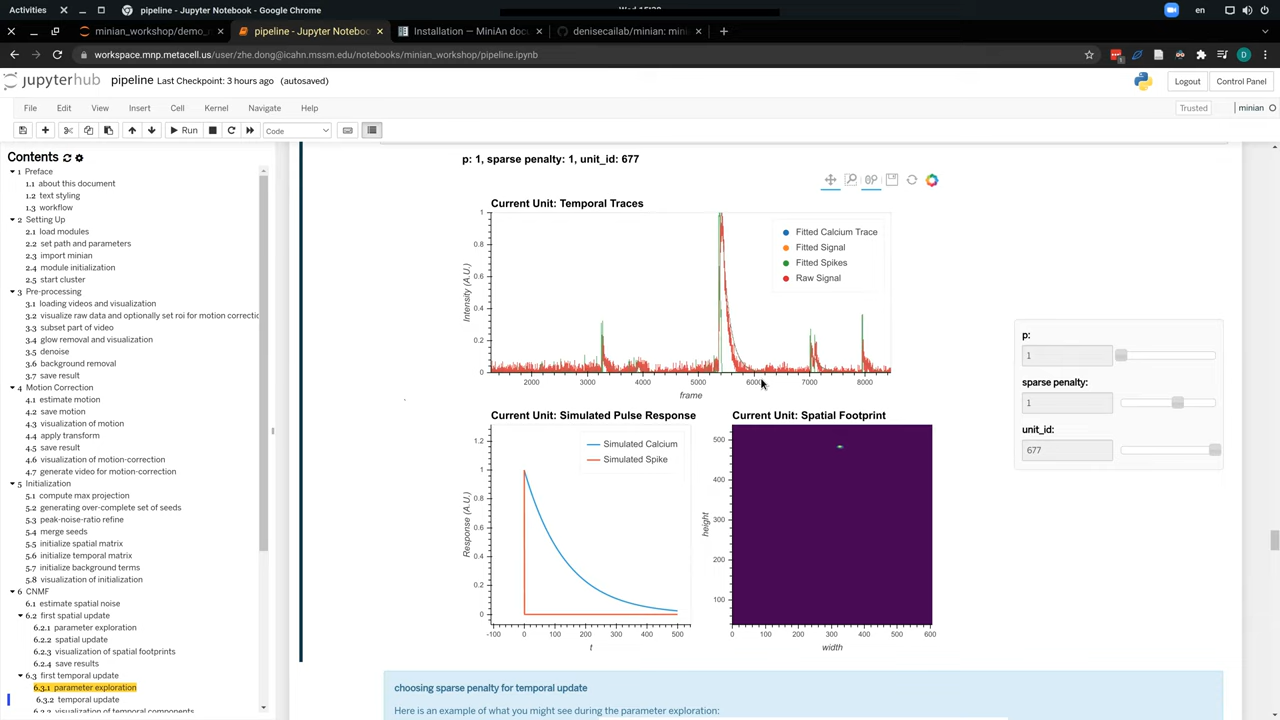 Activities
pipeline - Jupyter Notebook - Google Chrome
en
minian_workshop/demo_r
pipeline - Jupyter Notebook
Installation — MiniAn docu
denisecailab/minian: mini
workspace.mnp.metacell.us/user/zhe.dong@icahn.mssm.edu/notebooks/minian_workshop/pipeline.ipynb
D
jupyterhub
pipeline Last Checkpoint: 3 hours ago (autosaved)
Logout
Control Panel
File Edit View Insert Cell Kernel Navigate Help
Trusted
minian
Run
Code
Contents
1 Preface
1.1 about this document
1.2 text styling
1.3 workflow
2 Setting Up
2.1 load modules
2.2 set path and parameters
2.3 import minian
2.4 module initialization
2.5 start cluster
3 Pre-processing
3.1 loading videos and visualization
3.2 visualize raw data and optionally set roi for motion correctio
3.3 subset part of video
3.4 glow removal and visualization
3.5 denoise
3.6 background removal
3.7 save result
4 Motion Correction
4.1 estimate motion
4.2 save motion
4.3 visualization of motion
4.4 apply transform
4.5 save result
4.6 visualization of motion-correction
4.7 generate video for motion-correction
5 Initialization
5.1 compute max projection
5.2 generating over-complete set of seeds
5.3 peak-noise-ratio refine
5.4 merge seeds
5.5 initialize spatial matrix
5.6 initialize temporal matrix
5.7 initialize background terms
5.8 visualization of initialization
6 CNMF
6.1 estimate spatial noise
6.2 first spatial update
6.2.1 parameter exploration
6.2.2 spatial update
6.2.3 visualization of spatial footprints
6.2.4 save results
6.3 first temporal update
6.3.1 parameter exploration
6.3.2 temporal update
visualization of temporal components
p: 1, sparse penalty: 1, unit_id: 677
Current Unit: Temporal Traces
Intensity (A.U.)
1
0.8
0.6
0.4
0.2
0
2000 3000 4000 5000 6000 7000 8000
frame
Fitted Calcium Trace
Fitted Signal
Fitted Spikes
Raw Signal
Current Unit: Simulated Pulse Response
Response (A.U.)
1.2
1
0.8
0.6
0.4
0.2
0
-100 0 100 200 300 400 500
t
Simulated Calcium
Simulated Spike
Current Unit: Spatial Footprint
height
500
400
300
200
100
0 100 200 300 400 500 600
width
p:
1
sparse penalty:
1
unit_id:
677
choosing sparse penalty for temporal update
Here is an example of what you might see during the parameter exploration: